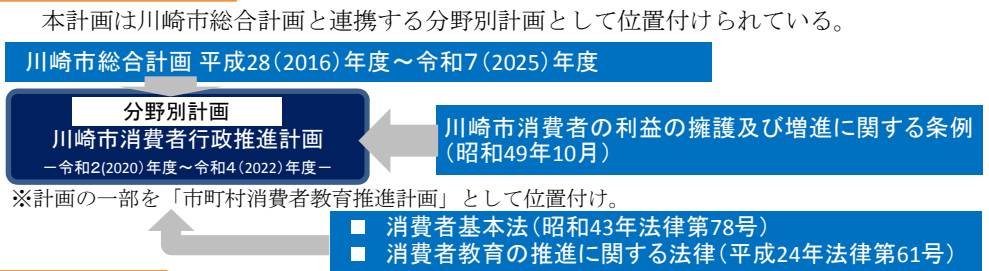 本計画は川崎市総合計画と連携する分野別計画として位置付けられている。
川崎市総合計画 平成28(2016)年度～令和7(2025)年度
分野別計画
川崎市消費者行政推進計画
－令和2(2020)年度～令和4(2022)年度－
川崎市消費者の利益の擁護及び増進に関する条例
(昭和49年10月)
※計画の一部を「市町村消費者教育推進計画」として位置付け。
■ 消費者基本法(昭和43年法律第78号)
■ 消費者教育の推進に関する法律(平成24年法律第61号)